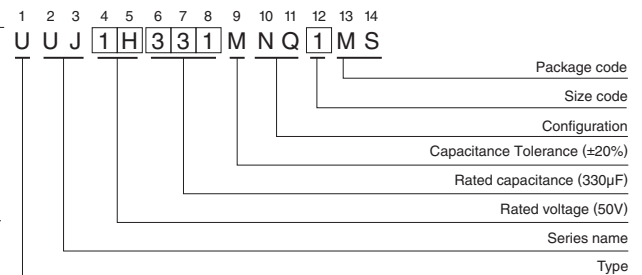 1 2 3 4 5 6 7 8 9 10 11 12 13 14
U U J 1 H 3 3 1 M N Q 1 M S
Package code
Size code
Configuration
Capacitance Tolerance (±20%)
Rated capacitance (330µF)
Rated voltage (50V)
Series name
Type